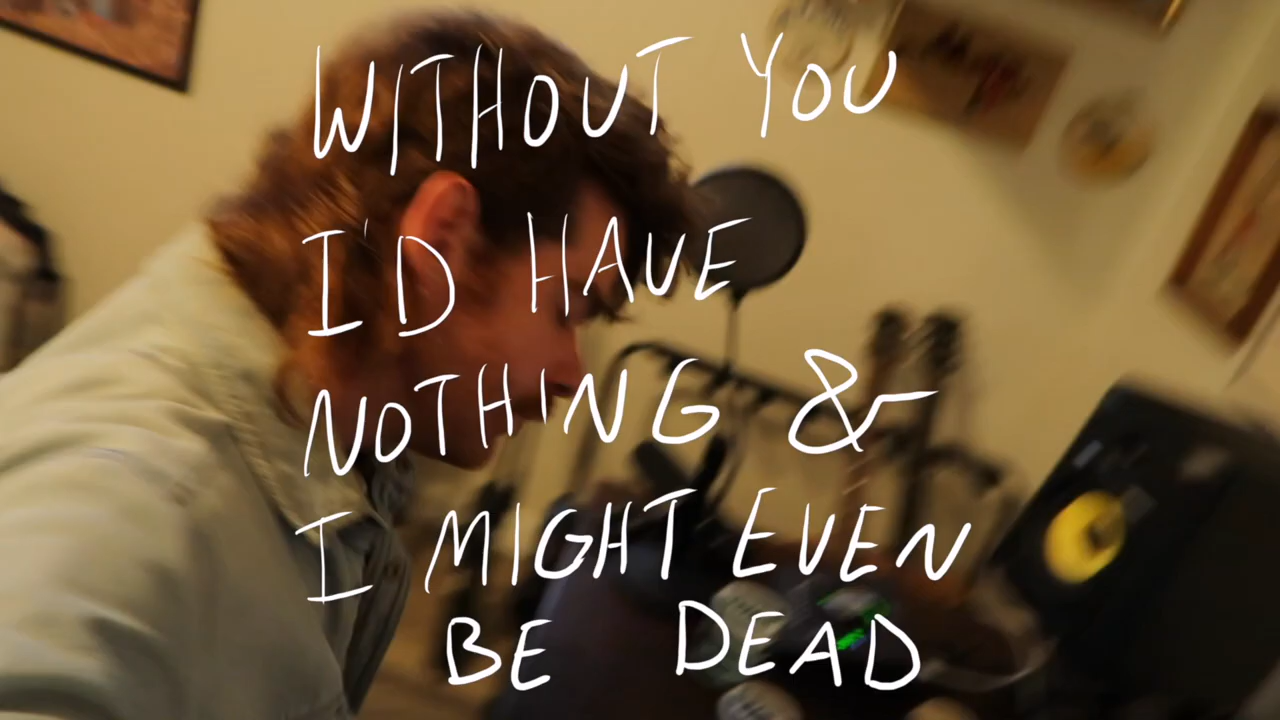 WITHOUT YOU
I'D HAVE
NOTHING &
I MIGHT EVEN
BE DEAD